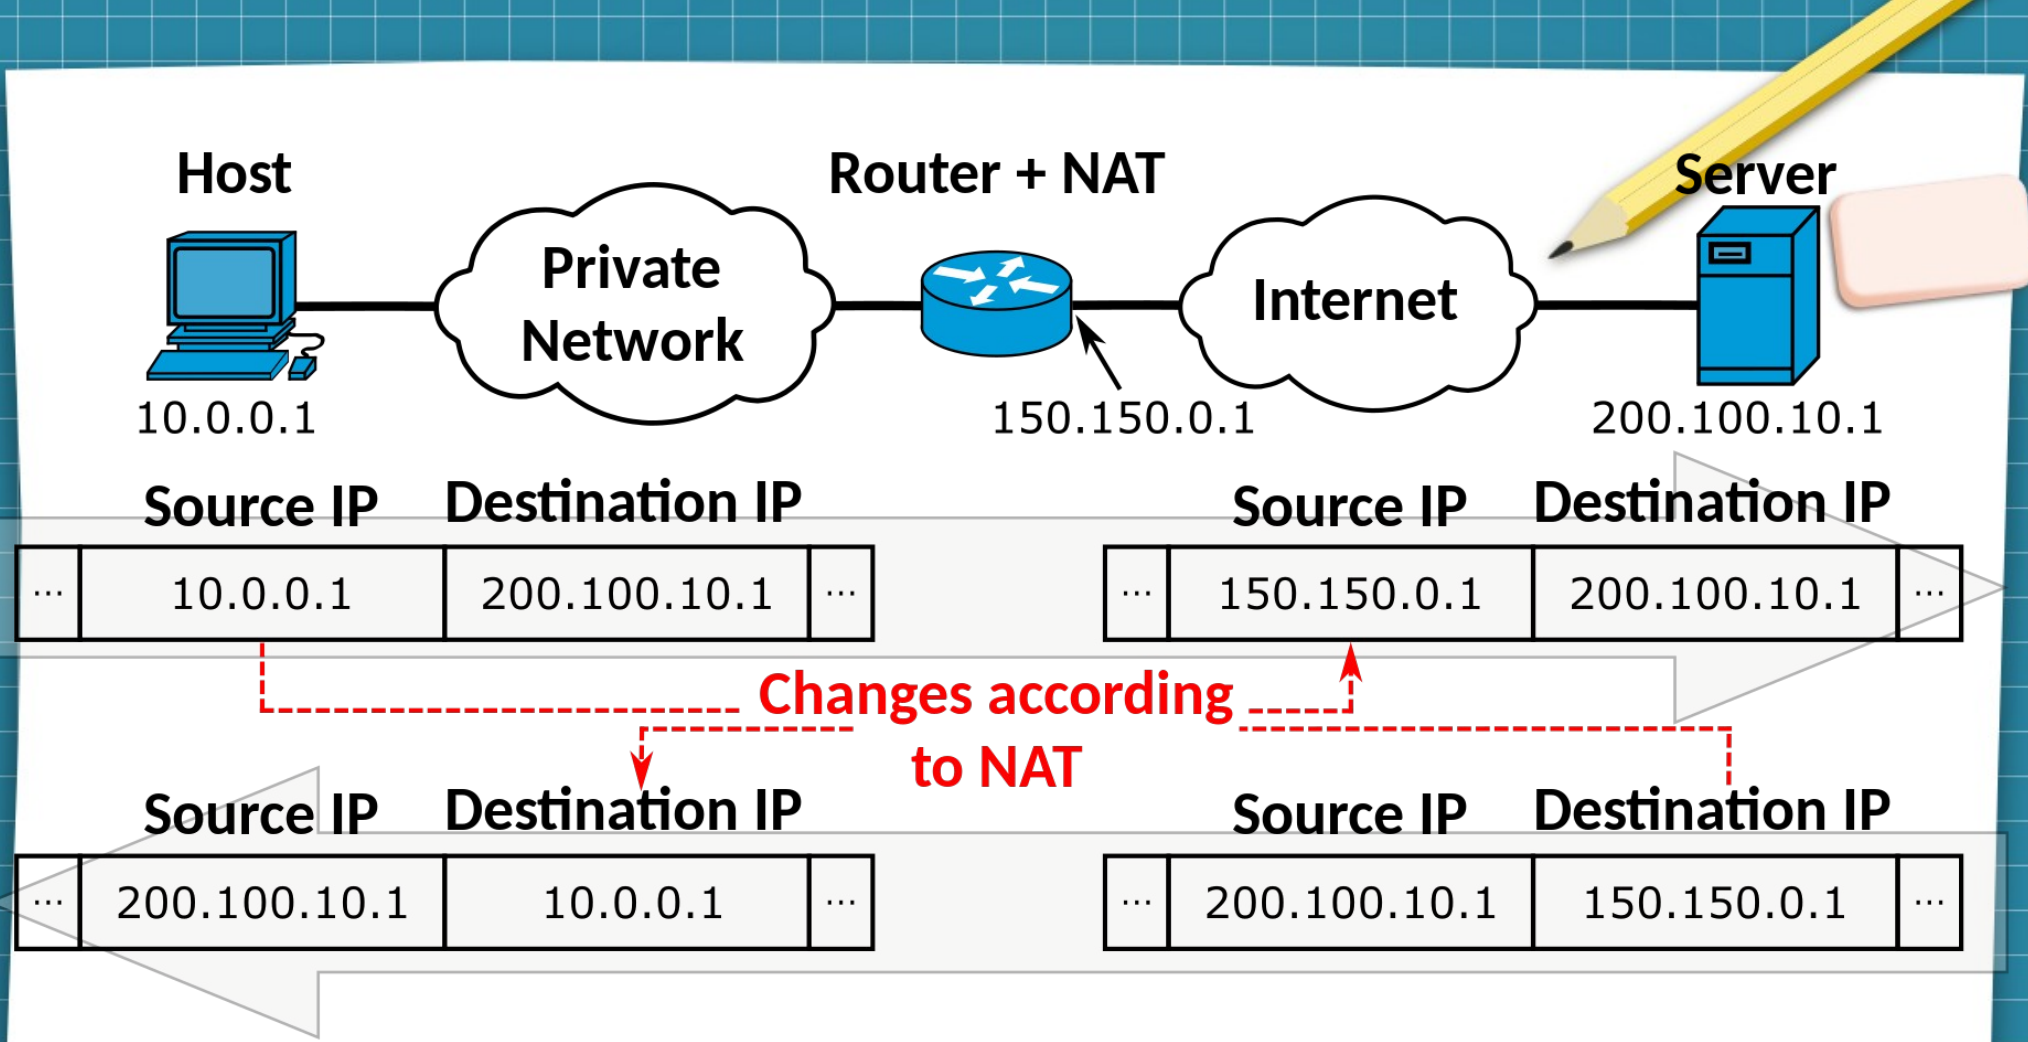 Host
Router + NAT
Server
Private
Network
Internet
10.0.0.1
150.150.0.1
200.100.10.1
Source IP Destination IP
Source IP Destination IP
... 10.0.0.1 200.100.10.1 ...
... 150.150.0.1 200.100.10.1 ...
Changes according
to NAT
Source IP Destination IP
Source IP Destination IP
... 200.100.10.1 10.0.0.1 ...
... 200.100.10.1 150.150.0.1 ...